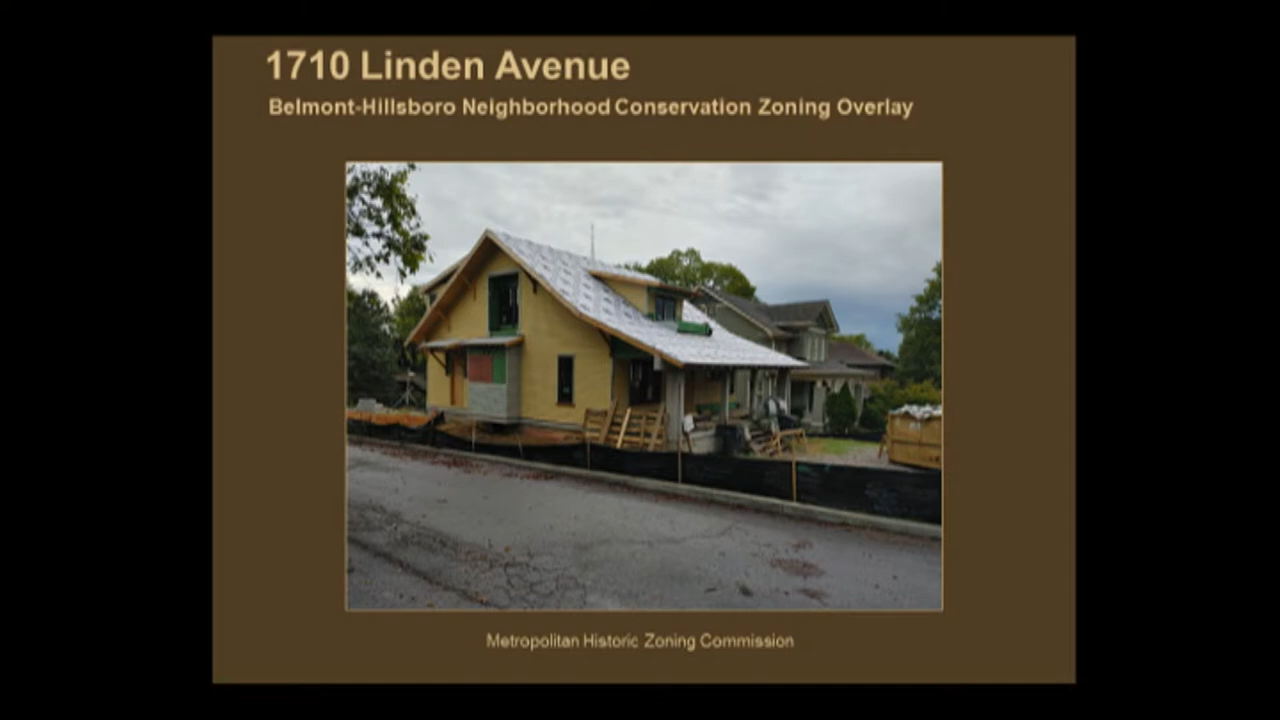 1710 Linden Avenue
Belmont-Hillsboro Neighborhood Conservation Zoning Overlay
Metropolitan Historic Zoning Commission